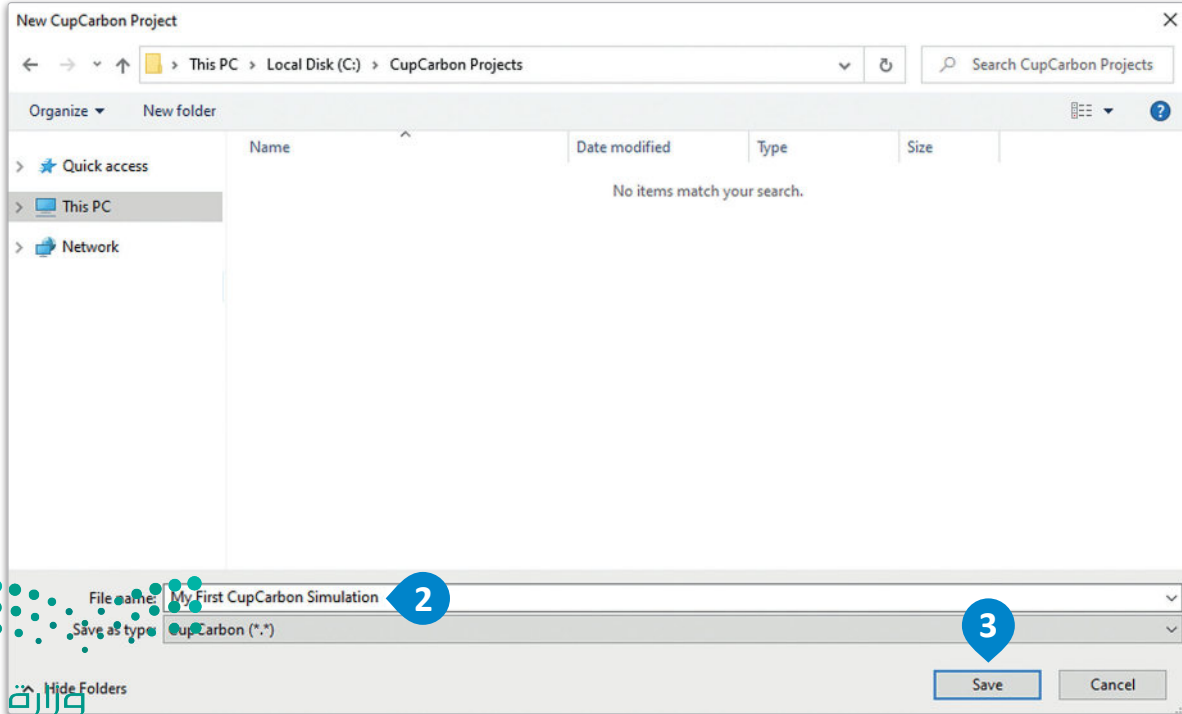 New CupCarbon Project
This PC > Local Disk (C:) > CupCarbon Projects
Search CupCarbon Projects
Organize
New folder
Name
Date modified
Type
Size
Quick access
This PC
Network
No items match your search.
File name: My First CupCarbon Simulation
2
Save as type: CupCarbon (*.*)
3
Hide Folders
Save
Cancel
وزارة